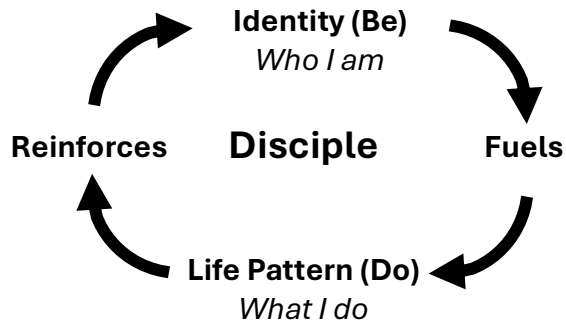 Identity (Be)
Who I am
Reinforces
Disciple
Fuels
Life Pattern (Do)
What I do